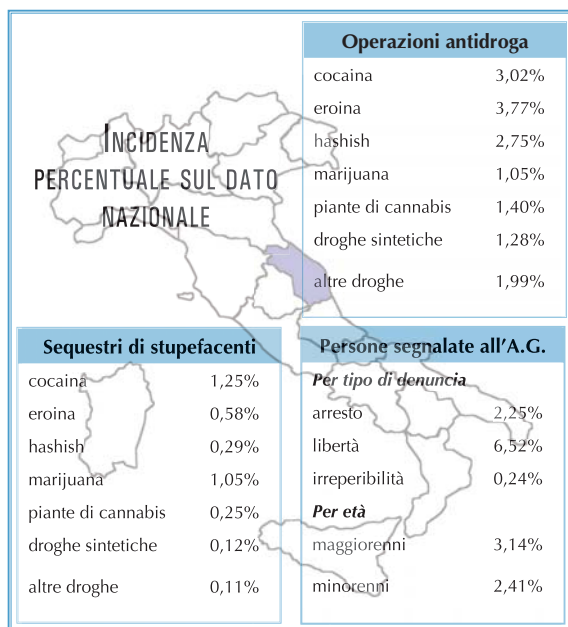 INCIDENZA
PERCENTUALE SUL DATO
NAZIONALE
Operazioni antidroga
cocaina 3,02%
eroina 3,77%
hashish 2,75%
marijuana 1,05%
piante di cannabis 1,40%
droghe sintetiche 1,28%
altre droghe 1,99%
Sequestri di stupefacenti
cocaina 1,25%
eroina 0,58%
hashish 0,29%
marijuana 1,05%
piante di cannabis 0,25%
droghe sintetiche 0,12%
altre droghe 0,11%
Persone segnalate all'A.G.
Per tipo di denuncia
arresto 2,25%
libertà 6,52%
irreperibilità 0,24%
Per età
maggiorenni 3,14%
minorenni 2,41%